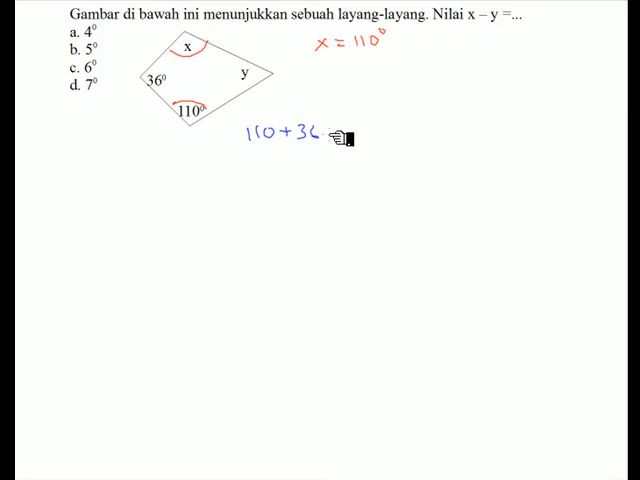 Gambar di bawah ini menunjukkan sebuah layang-layang. Nilai x – y =...
a. 4⁰
b. 5⁰
c. 6⁰
d. 7⁰
x
y
36⁰
110⁰
x = 110⁰
110 + 36